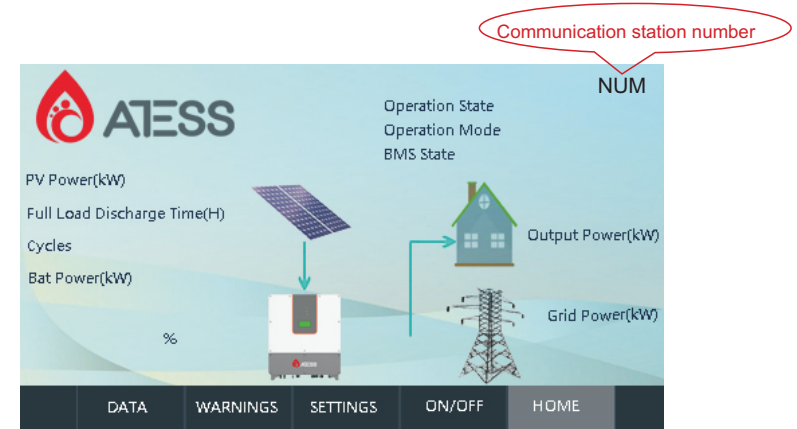 Communication station number
NUM
ATESS
Operation State
Operation Mode
BMS State
PV Power(kW)
Full Load Discharge Time(H)
Cycles
Bat Power(kW)
%
Output Power(kW)
Grid Power(kW)
ATESS
DATA WARNINGS SETTINGS ON/OFF HOME